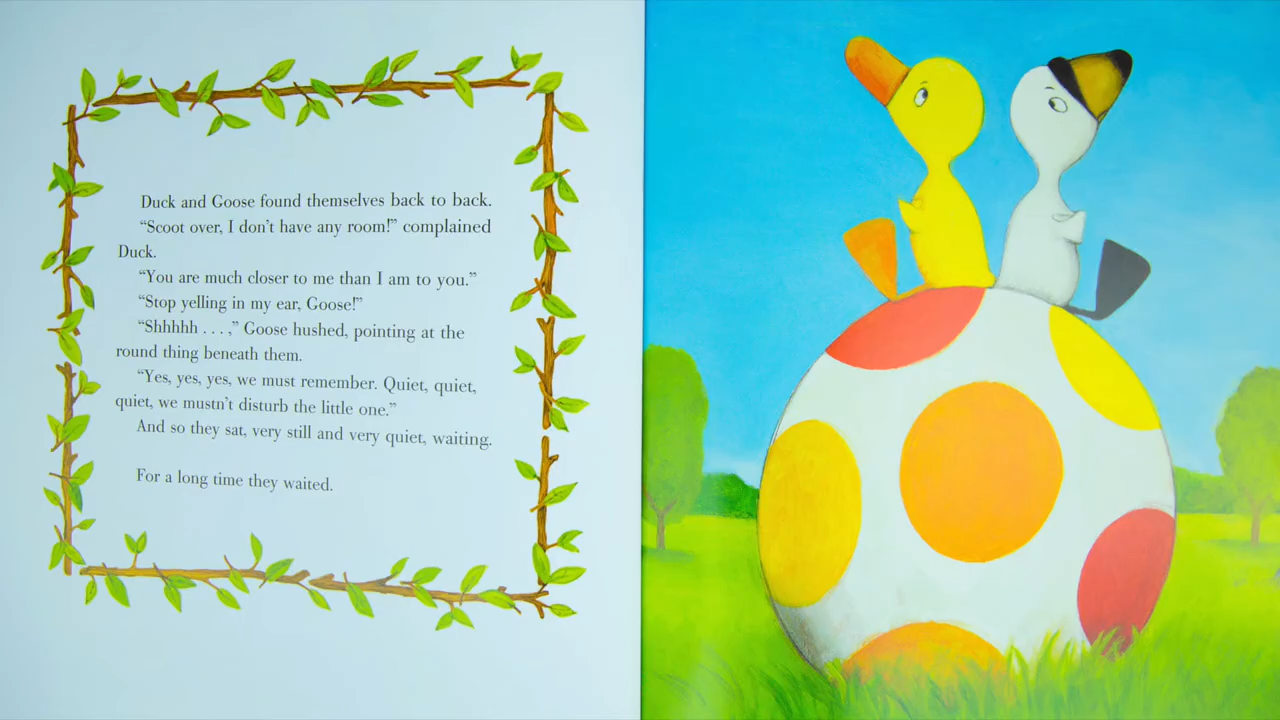 Duck and Goose found themselves back to back.
“Scoot over, I don’t have any room!” complained
Duck.
“You are much closer to me than I am to you.”
“Stop yelling in my ear, Goose!”
“Shhhhh . . . ,” Goose hushed, pointing at the
round thing beneath them.
“Yes, yes, yes, we must remember. Quiet, quiet,
quiet, we mustn’t disturb the little one.”
And so they sat, very still and very quiet, waiting.
For a long time they waited.